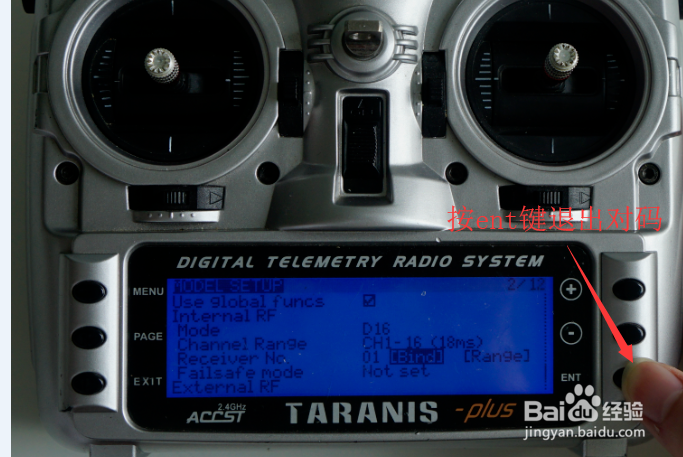 按ent键退出对码
DIGITAL TELEMETRY RADIO SYSTEM
MENU
PAGE
EXIT
MODEL SETUP 2/12
Use global funcs
Internal RF
Mode D16
Channel Range CH1-16 (18ms)
Receiver No. 01 [Bind] [Range]
Failsafe mode Not set
External RF
+
-
ENT
2.4GHz
ACCST
TARANIS -plus
Bai du 经验
jingyan.baidu.com